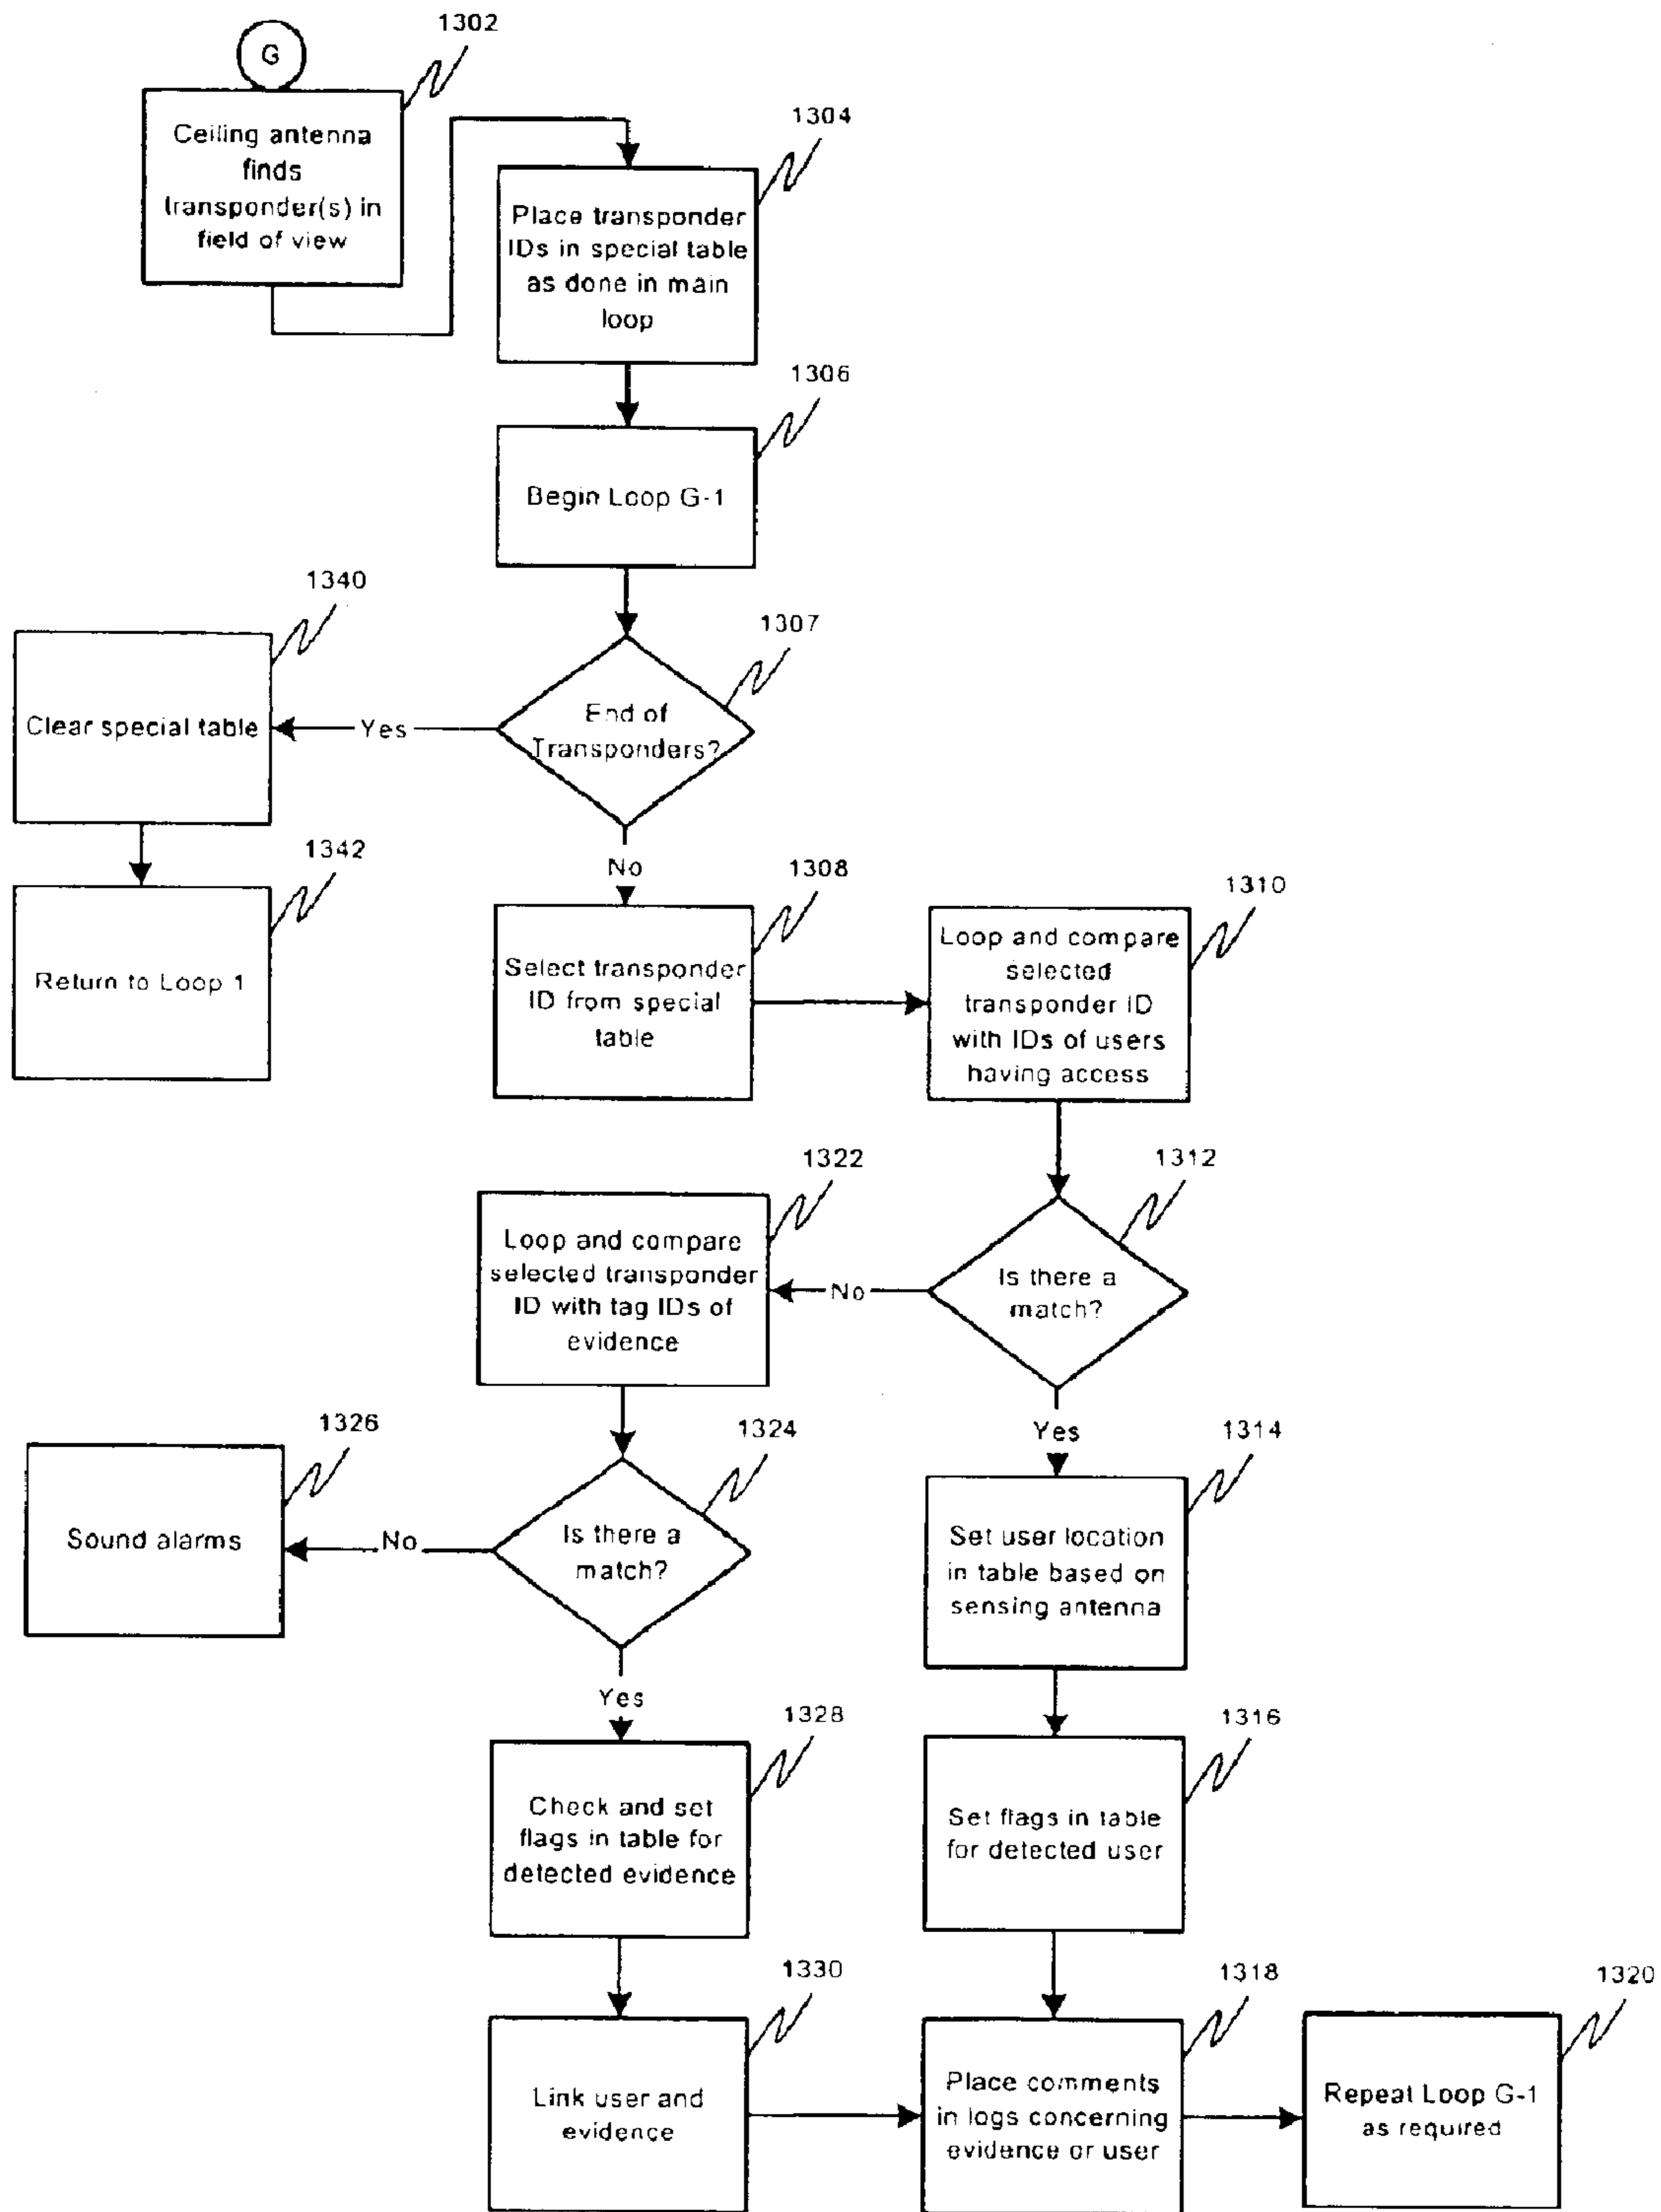 G
1302
Ceiling antenna
finds
transponder(s) in
field of view
1304
Place transponder
IDs in special table
as done in main
loop
1306
Begin Loop G-1
1307
End of
Transponders?
Yes
1340
Clear special table
1342
Return to Loop 1
No
1308
Select transponder
ID from special
table
1310
Loop and compare
selected
transponder ID
with IDs of users
having access
1312
Is there a
match?
No
1322
Loop and compare
selected transponder
ID with tag IDs of
evidence
Yes
1314
Set user location
in table based on
sensing antenna
1324
Is there a
match?
No
1326
Sound alarms
Yes
1328
Check and set
flags in table for
detected evidence
1316
Set flags in table
for detected user
1330
Link user and
evidence
1318
Place comments
in logs concerning
evidence or user
1320
Repeat Loop G-1
as required